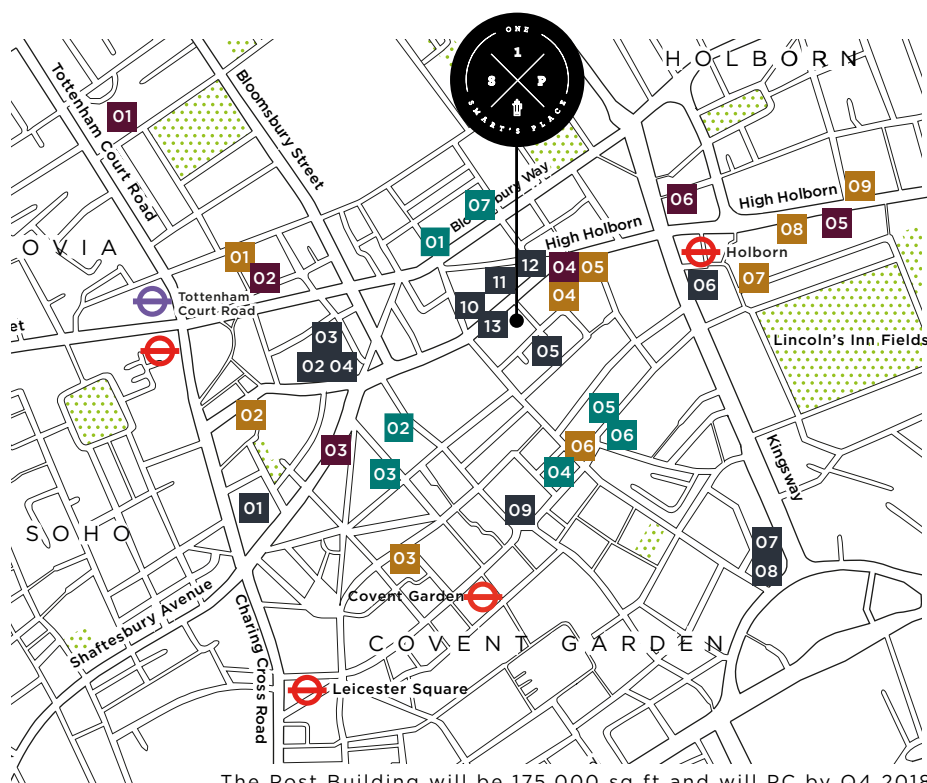 ONE
1
S P
SMART'S PLACE
HOLBORN
Tottenham Court Road
Bloomsbury Street
01
Bloomsbury Way
07
01
High Holborn
06
High Holborn
09
08
05
Holborn
06
07
OVIA
01
02
Tottenham
Court Road
et
12
04 05
11
04
10
13
05
03
02 04
Lincoln's Inn Fields
02
03
02
03
05
06
06
04
Kingsway
01
09
SOHO
07
08
03
Covent Garden
COVENT GARDEN
Shaftesbury Avenue
Charing Cross Road
Leicester Square